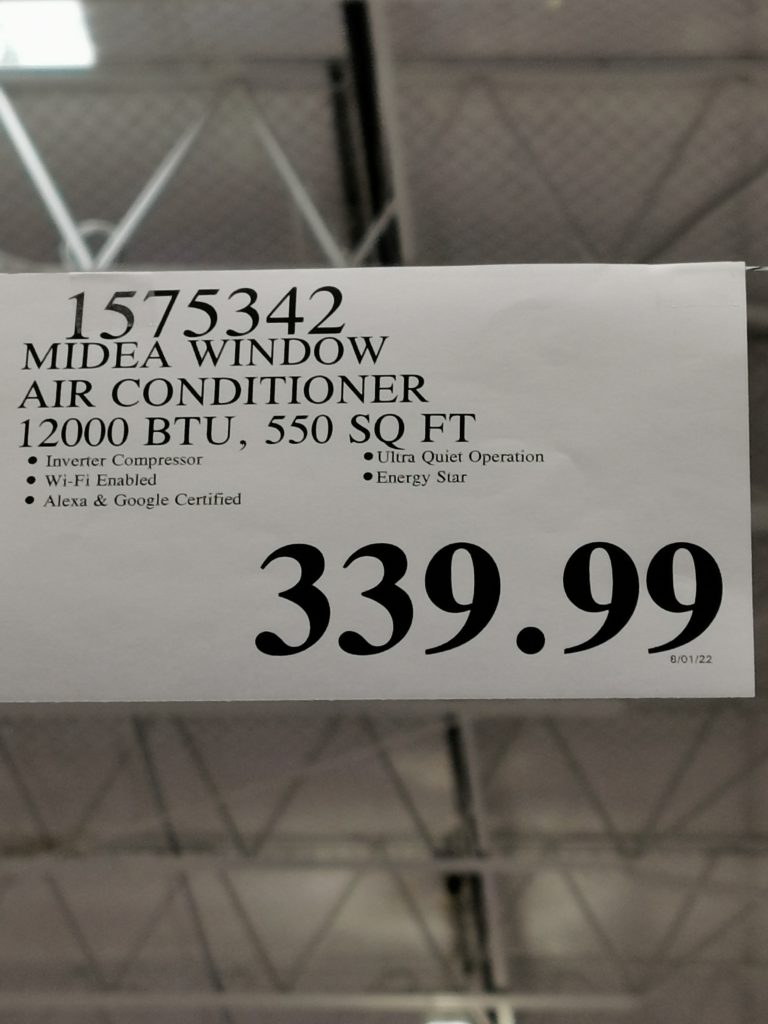 1575342
MIDEA WINDOW
AIR CONDITIONER
12000 BTU, 550 SQ FT
• Inverter Compressor
• Wi-Fi Enabled
• Alexa & Google Certified
• Ultra Quiet Operation
• Energy Star
339.99
8/01/22